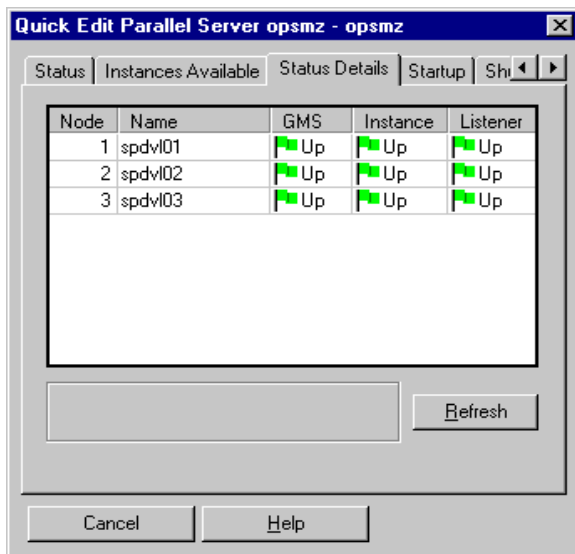 Quick Edit Parallel Server opsmz - opsmz
Status Instances Available Status Details Startup
Node Name GMS Instance Listener
1 spdvl01 Up Up Up
2 spdvl02 Up Up Up
3 spdvl03 Up Up Up
Refresh
Cancel Help